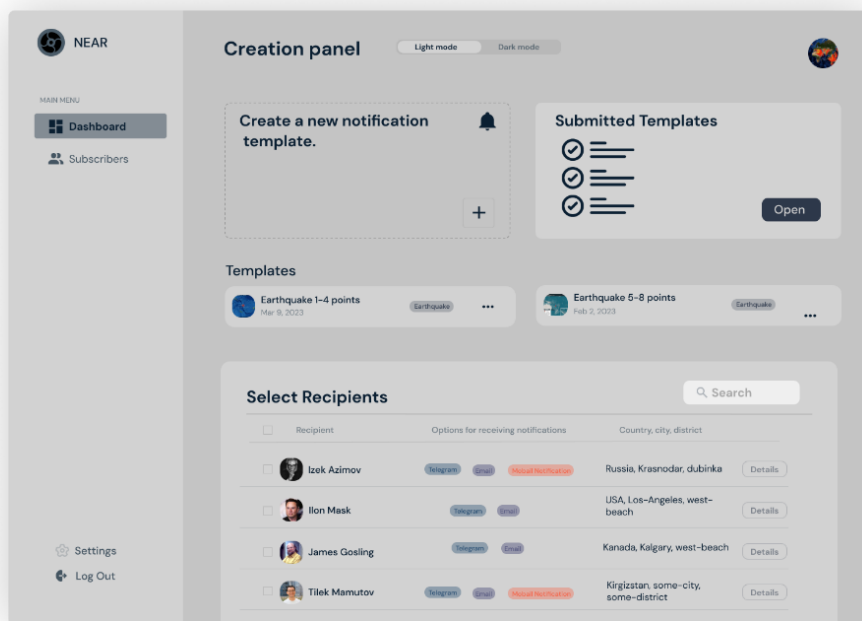 NEAR
Creation panel
Light mode
Dark mode
MAIN MENU
Dashboard
Subscribers
Create a new notification
template.
+
Submitted Templates
Open
Templates
Earthquake 1-4 points
Mar 9, 2023
Earthquake
Earthquake 5-8 points
Feb 2, 2023
Earthquake
Select Recipients
Search
Recipient
Options for receiving notifications
Country, city, district
Izek Azimov
Telegram
Email
Mobail Notification
Russia, Krasnodar, dubinka
Details
Ilon Mask
Telegram
Email
USA, Los-Angeles, west-
beach
Details
James Gosling
Telegram
Email
Kanada, Kalgary, west-beach
Details
Tilek Mamutov
Telegram
Email
Mobail Notification
Kirgizstan, some-city,
some-district
Details
Settings
Log Out